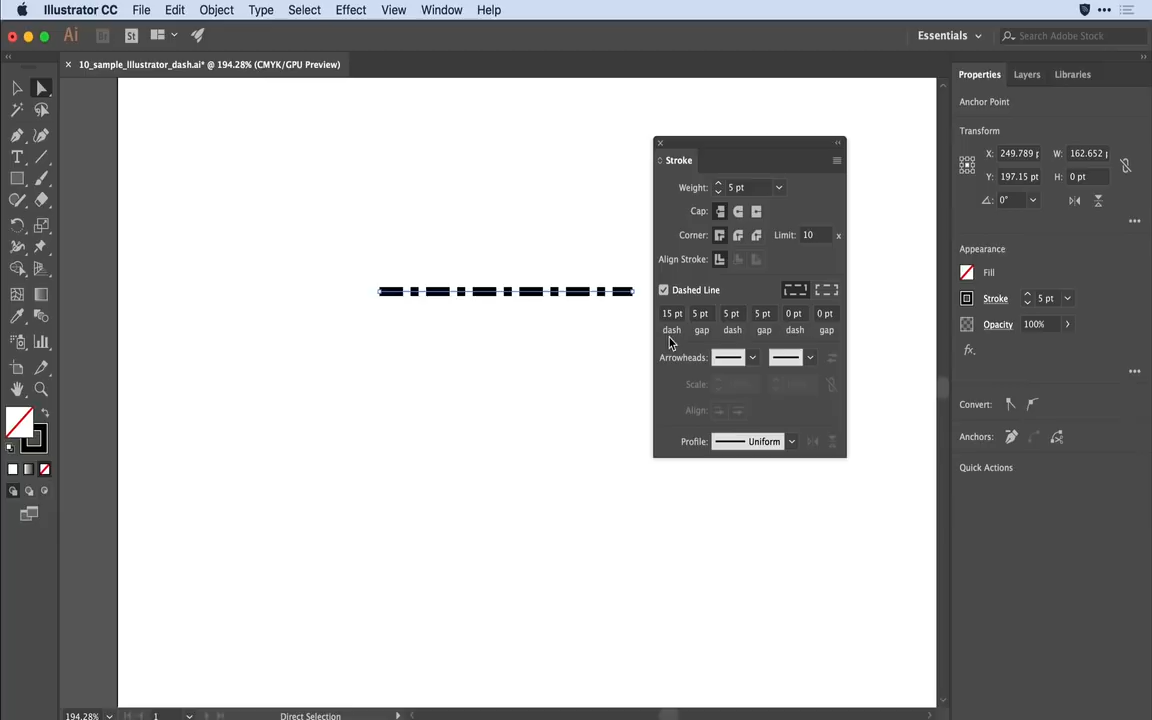 Illustrator CC File Edit Object Type Select Effect View Window Help
Ai St Essentials Search Adobe Stock
× 10_sample_Illustrator_dash.ai* @ 194.28% (CMYK/GPU Preview)
Properties Layers Libraries
Anchor Point
Transform
X: 249.789 p W: 162.652 p
Y: 197.15 pt H: 0 pt
0°
Appearance
Fill
Stroke 5 pt
Opacity 100%
fx.
Convert:
Anchors:
Quick Actions
Stroke
Weight: 5 pt
Cap:
Corner: Limit: 10 x
Align Stroke:
Dashed Line
15 pt 5 pt 5 pt 5 pt 0 pt 0 pt
dash gap dash gap dash gap
Arrowheads:
Scale:
Align:
Profile: Uniform
194.28% 1 Direct Selection